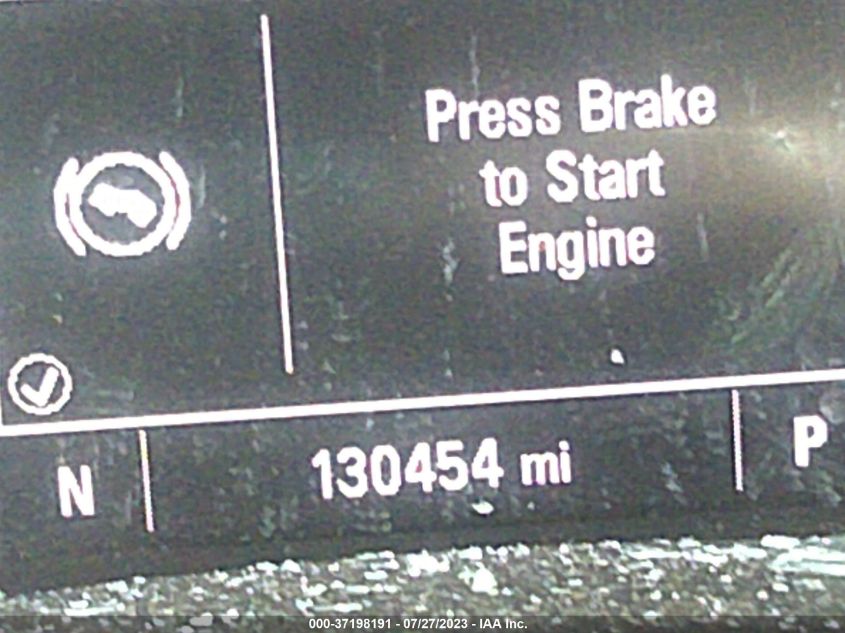 Press Brake
to Start
Engine
N 130454 mi P
000-37198191 - 07/27/2023 - IAA Inc.